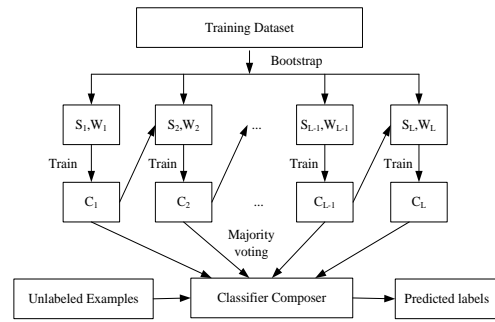 Training Dataset
Bootstrap
S1,W1
S2,W2
...
SL-1,WL-1
SL,WL
Train
Train
Train
Train
C1
C2
...
CL-1
CL
Majority
voting
Unlabeled Examples
Classifier Composer
Predicted labels